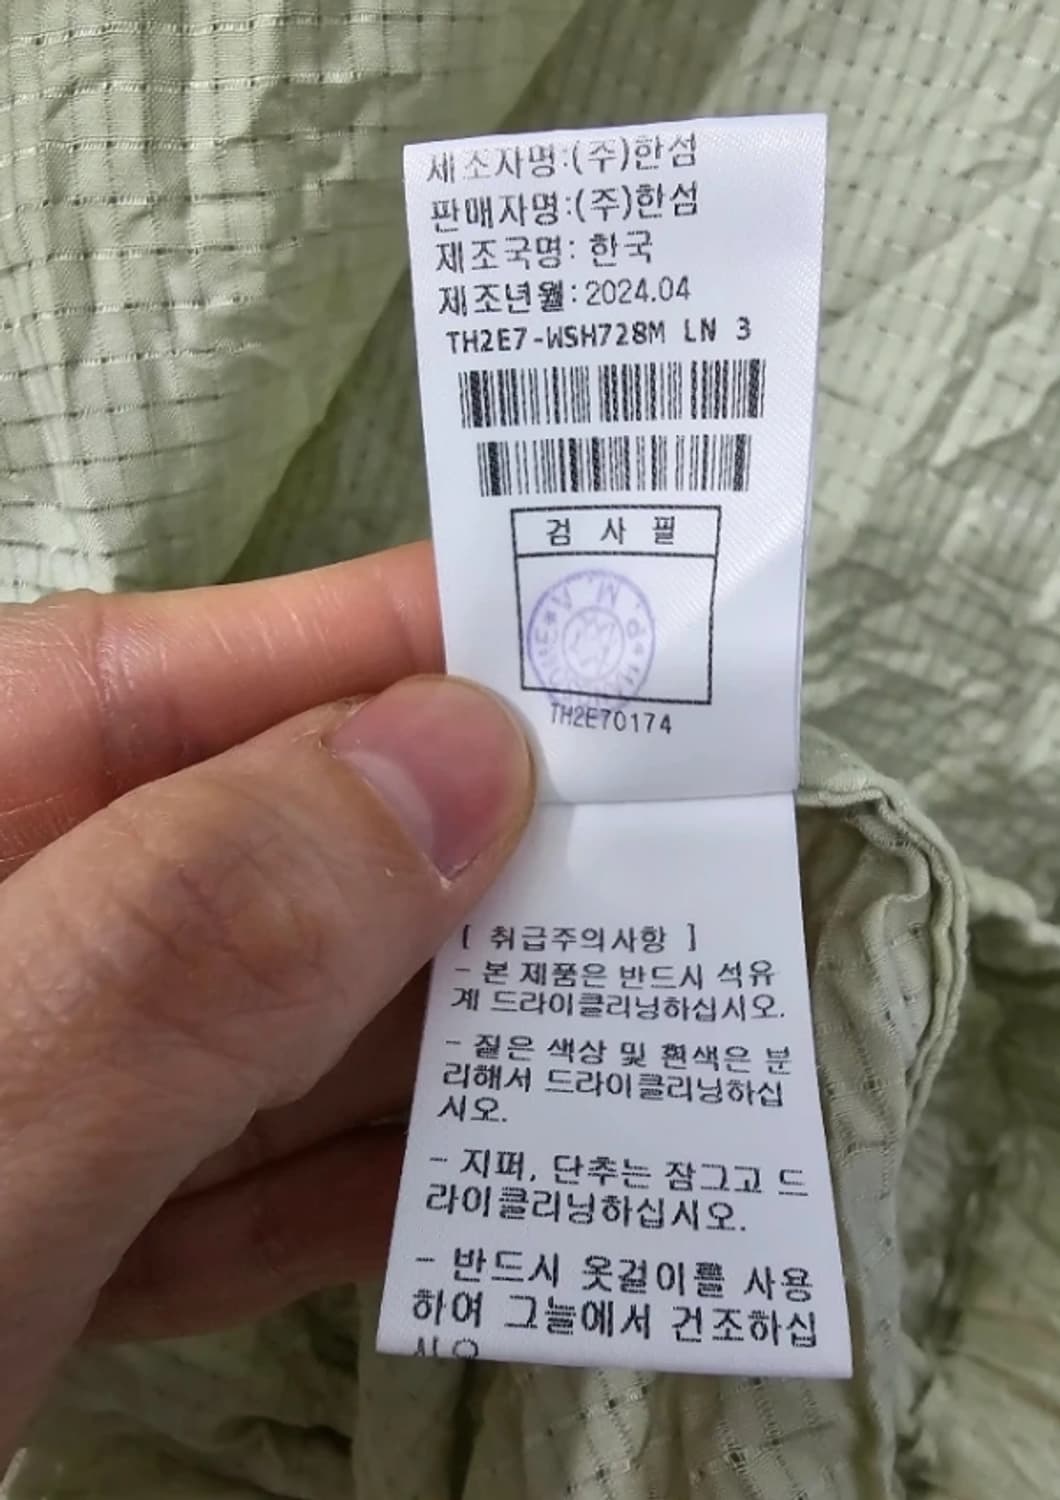 제조자명:(주)한섬
판매자명:(주)한섬
제조국명: 한국
제조년월:2024.04
TH2E7-WSH728M LN 3
검 사 필
TH2E70174
[ 취급주의사항 ]
- 본 제품은 반드시 석유
계 드라이클리닝하십시오.
- 짙은 색상 및 흰색은 분
리해서 드라이클리닝하십
시오.
- 지퍼, 단추는 잠그고 드
라이클리닝하십시오.
- 반드시 옷걸이를 사용
하여 그늘에서 건조하십
시오